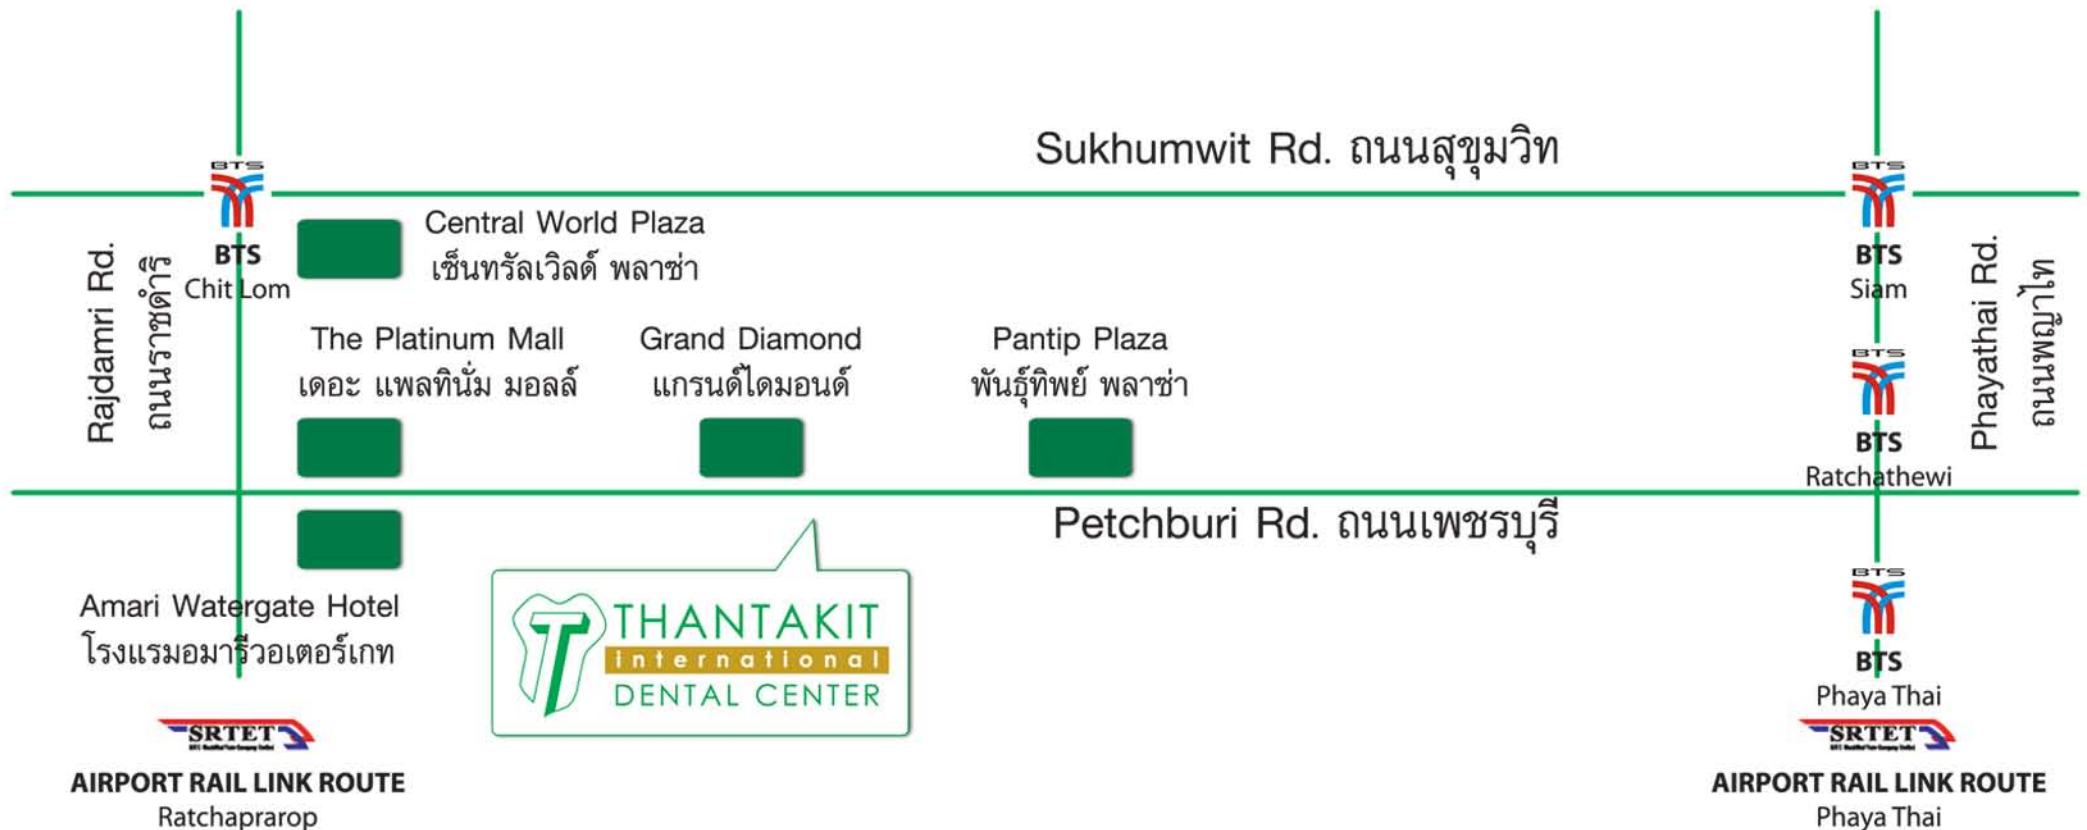 Sukhumwit Rd. ถนนสุขุมวิท
BTS
BTS
Chit Lom
Rajdamri Rd.
ถนนราชดำริ
Central World Plaza
เซ็นทรัลเวิลด์ พลาซ่า
BTS
BTS
Siam
Phayathai Rd.
ถนนพญาไท
The Platinum Mall
เดอะ แพลทินั่ม มอลล์
Grand Diamond
แกรนด์ไดมอนด์
Pantip Plaza
พันธุ์ทิพย์ พลาซ่า
BTS
BTS
Ratchathewi
Petchburi Rd. ถนนเพชรบุรี
Amari Watergate Hotel
โรงแรมอมารีวอเตอร์เกท
T THANTAKIT
international
DENTAL CENTER
BTS
BTS
Phaya Thai
SRTET
AIRPORT RAIL LINK ROUTE
Ratchaprarop
SRTET
AIRPORT RAIL LINK ROUTE
Phaya Thai